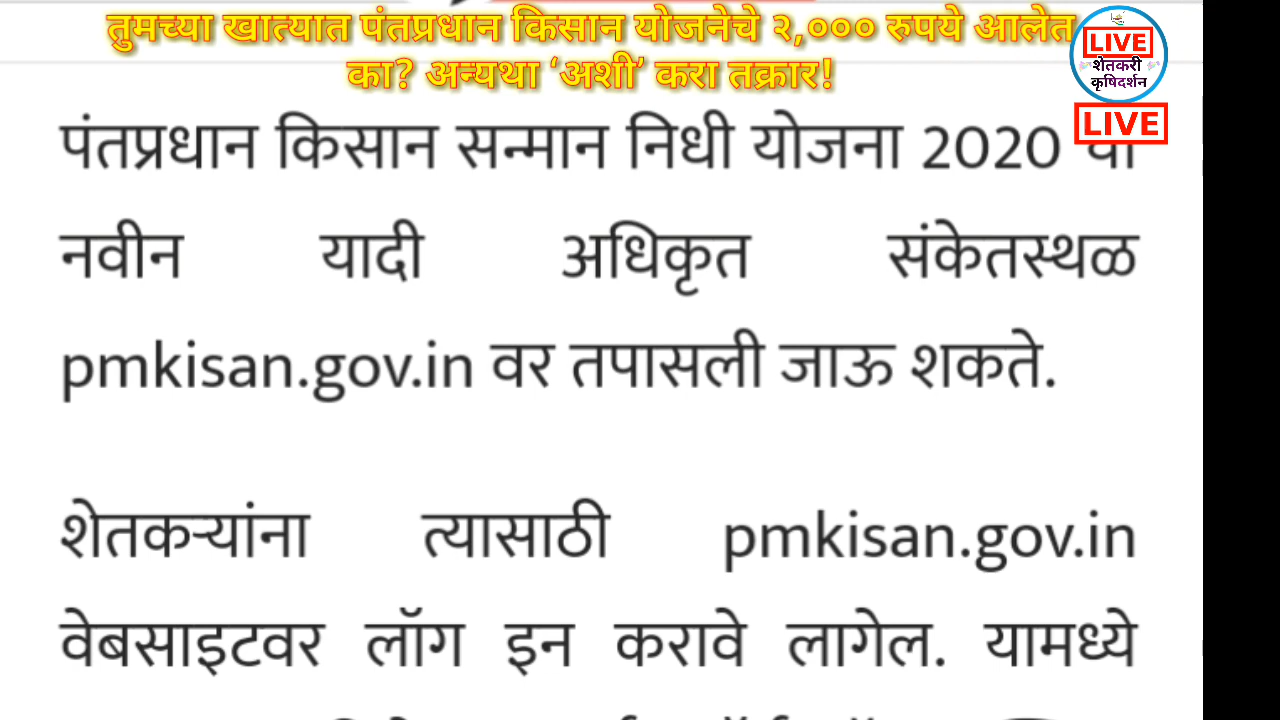 तुमच्या खात्यात पंतप्रधान किसान योजनेचे २,००० रुपये आलेत
का? अन्यथा ‘अशी’ करा तक्रार!
LIVE
शेतकरी
कृषिदर्शन
LIVE
पंतप्रधान किसान सन्मान निधी योजना 2020
नवीन यादी अधिकृत संकेतस्थळ
pmkisan.gov.in वर तपासली जाऊ शकते.
शेतकऱ्यांना त्यासाठी pmkisan.gov.in
वेबसाइटवर लॉग इन करावे लागेल. यामध्ये